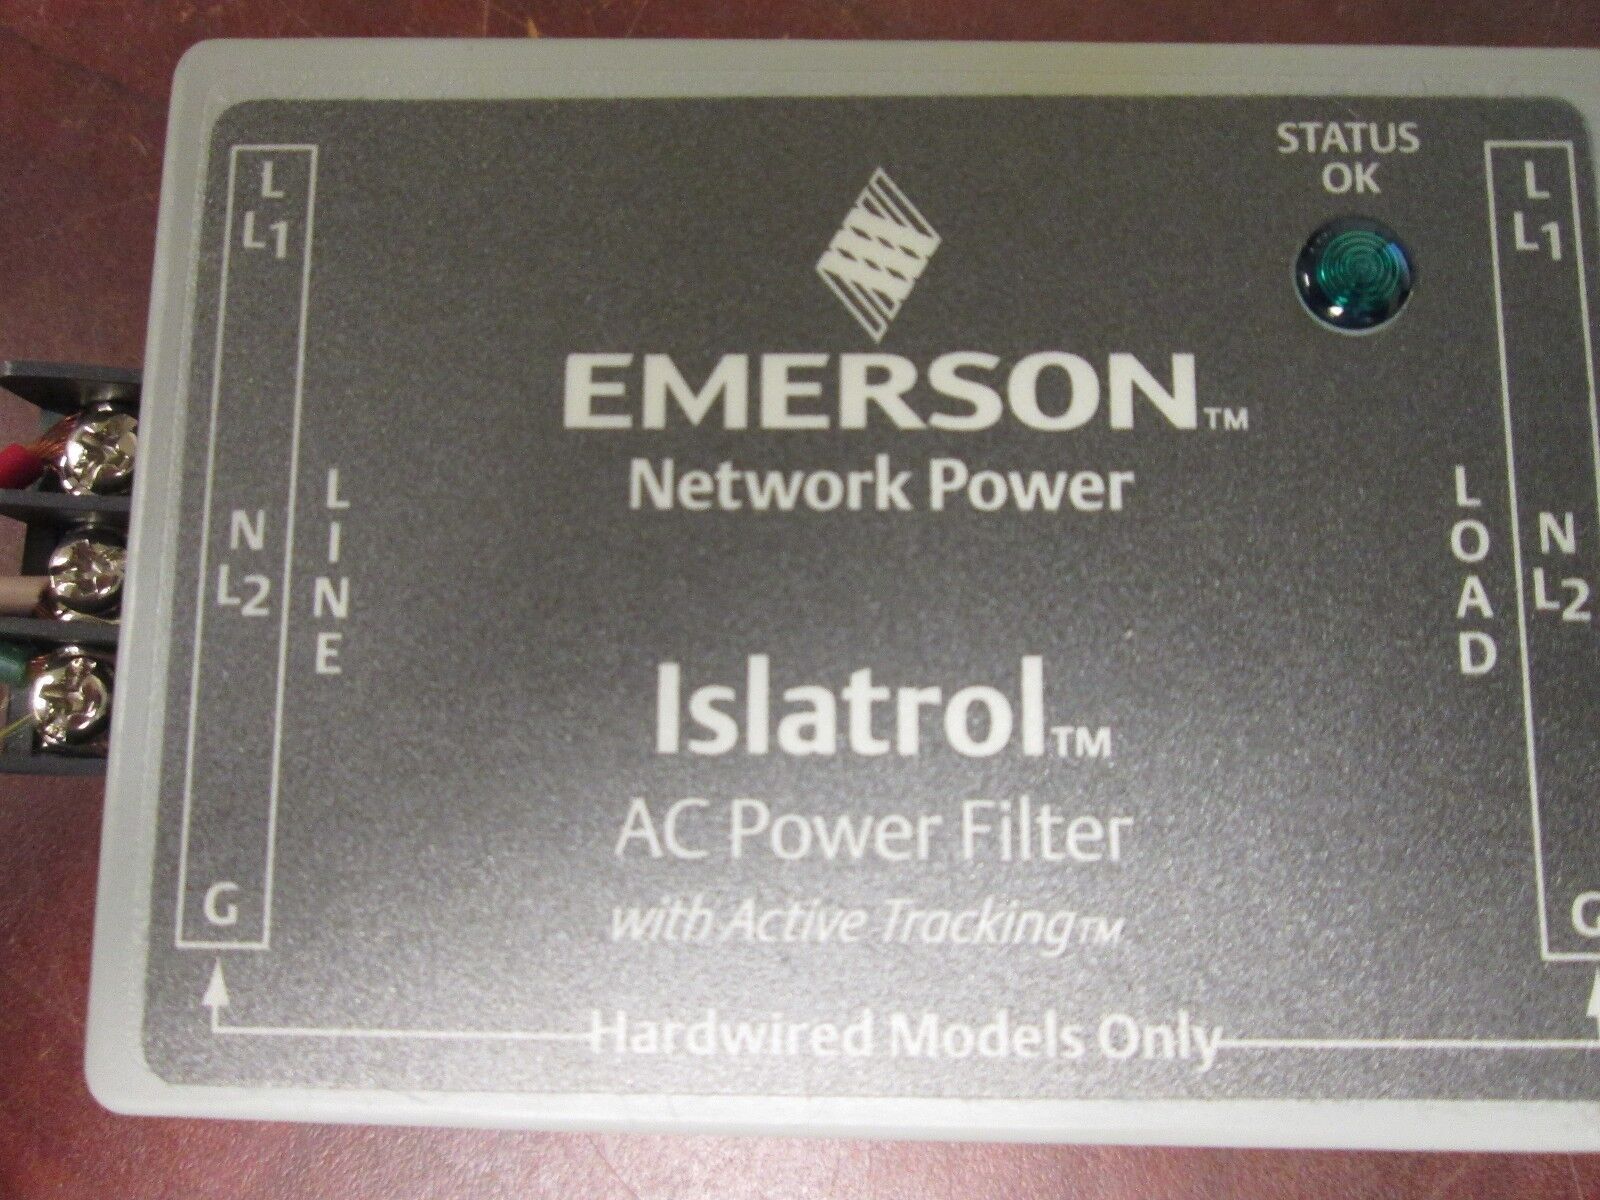 STATUS
OK
L
L1
L
L1
EMERSON™
Network Power
N
L2
LINE
LOAD
N
L2
Islatrol™
AC Power Filter
with Active Tracking™
G
G
Hardwired Models Only